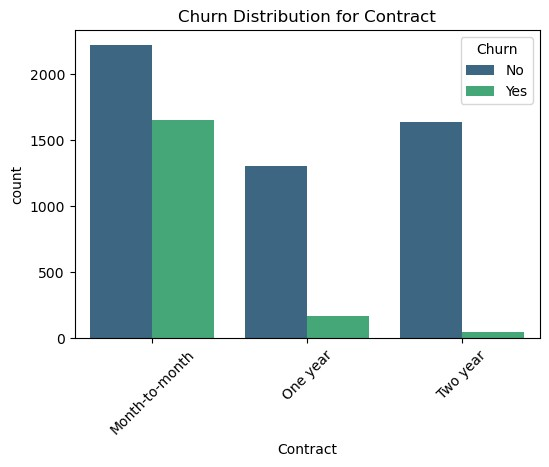 Churn Distribution for Contract
Churn
No
Yes
count
2000
1500
1000
500
0
Month-to-month
One year
Two year
Contract